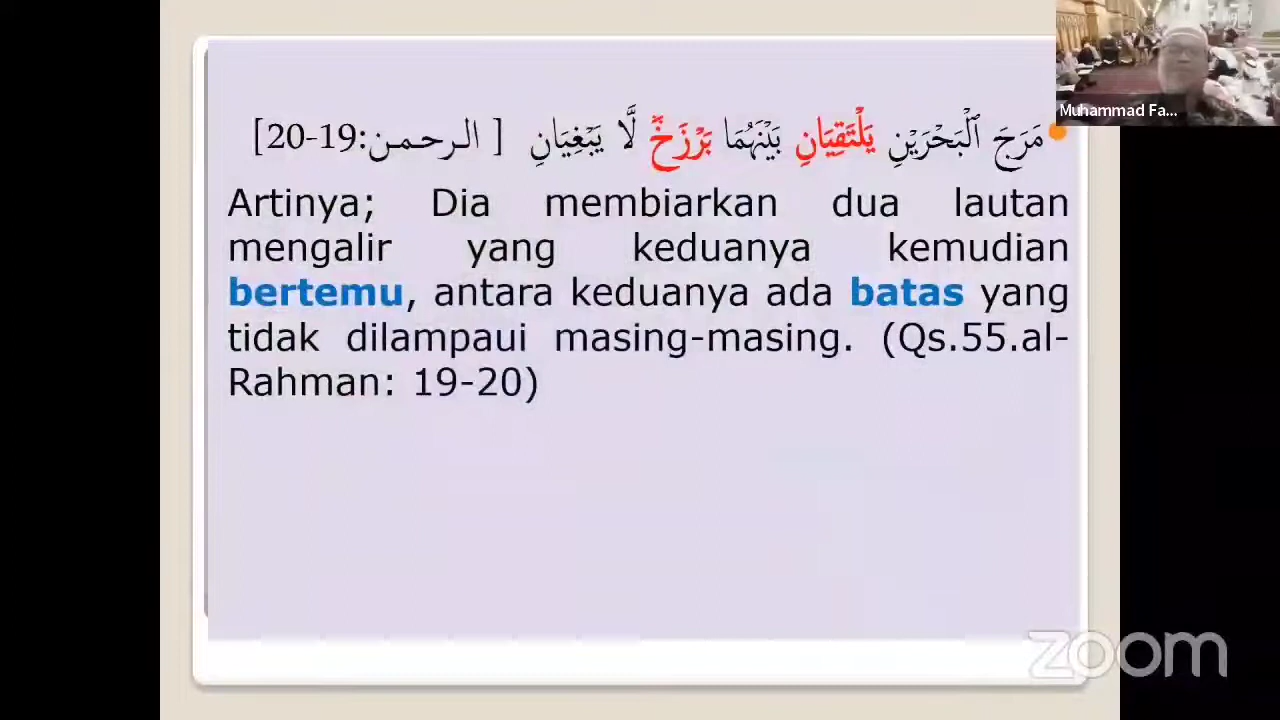 مَرَجَ ٱلْبَحْرَيْنِ يَلْتَقِيَانِ بَيْنَهُمَا بَرْزَخٌ لَّا يَبْغِيَانِ [ الرحمن:19-20]
Artinya; Dia membiarkan dua lautan
mengalir yang keduanya kemudian
bertemu, antara keduanya ada batas yang
tidak dilampaui masing-masing. (Qs.55.al-
Rahman: 19-20)
Muhammad Fa...
zoom